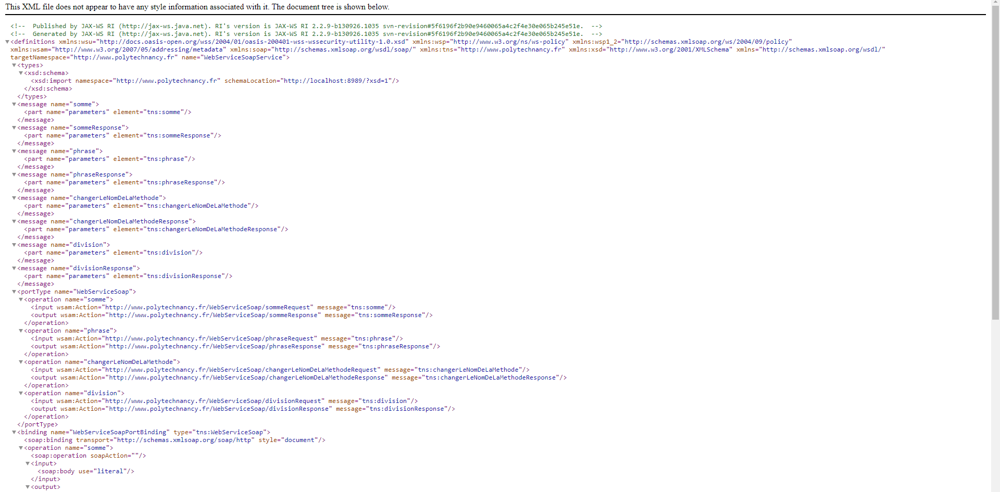 This XML file does not appear to have any style information associated with it. The document tree is shown below.
<!-- Published by JAX-WS RI (http://jax-ws.java.net). RI's version is JAX-WS RI 2.2.9-b130926.1035 svn-revision#5f6196f2b90e9460065a4c2f4e30e065b245e51e. -->
<!-- Generated by JAX-WS RI (http://jax-ws.java.net). RI's version is JAX-WS RI 2.2.9-b130926.1035 svn-revision#5f6196f2b90e9460065a4c2f4e30e065b245e51e. -->
▼<definitions xmlns:wsu="http://docs.oasis-open.org/wss/2004/01/oasis-200401-wss-wssecurity-utility-1.0.xsd" xmlns:wsp="http://www.w3.org/ns/ws-policy" xmlns:wsp1_2="http://schemas.xmlsoap.org/ws/2004/09/policy"
xmlns:wsam="http://www.w3.org/2007/05/addressing/metadata" xmlns:soap="http://schemas.xmlsoap.org/wsdl/soap/" xmlns:tns="http://www.polytechnancy.fr" xmlns:xsd="http://www.w3.org/2001/XMLSchema" xmlns="http://schemas.xmlsoap.org/wsdl/"
targetNamespace="http://www.polytechnancy.fr" name="WebServiceSoapService">
▼<types>
▼<xsd:schema>
<xsd:import namespace="http://www.polytechnancy.fr" schemaLocation="http://localhost:8989/?xsd=1"/>
</xsd:schema>
</types>
▼<message name="somme">
<part name="parameters" element="tns:somme"/>
</message>
▼<message name="sommeResponse">
<part name="parameters" element="tns:sommeResponse"/>
</message>
▼<message name="phrase">
<part name="parameters" element="tns:phrase"/>
</message>
▼<message name="phraseResponse">
<part name="parameters" element="tns:phraseResponse"/>
</message>
▼<message name="changerLeNomDeLaMethode">
<part name="parameters" element="tns:changerLeNomDeLaMethode"/>
</message>
▼<message name="changerLeNomDeLaMethodeResponse">
<part name="parameters" element="tns:changerLeNomDeLaMethodeResponse"/>
</message>
▼<message name="division">
<part name="parameters" element="tns:division"/>
</message>
▼<message name="divisionResponse">
<part name="parameters" element="tns:divisionResponse"/>
</message>
▼<portType name="WebServiceSoap">
▼<operation name="somme">
<input wsam:Action="http://www.polytechnancy.fr/WebServiceSoap/sommeRequest" message="tns:somme"/>
<output wsam:Action="http://www.polytechnancy.fr/WebServiceSoap/sommeResponse" message="tns:sommeResponse"/>
</operation>
▼<operation name="phrase">
<input wsam:Action="http://www.polytechnancy.fr/WebServiceSoap/phraseRequest" message="tns:phrase"/>
<output wsam:Action="http://www.polytechnancy.fr/WebServiceSoap/phraseResponse" message="tns:phraseResponse"/>
</operation>
▼<operation name="changerLeNomDeLaMethode">
<input wsam:Action="http://www.polytechnancy.fr/WebServiceSoap/changerLeNomDeLaMethodeRequest" message="tns:changerLeNomDeLaMethode"/>
<output wsam:Action="http://www.polytechnancy.fr/WebServiceSoap/changerLeNomDeLaMethodeResponse" message="tns:changerLeNomDeLaMethodeResponse"/>
</operation>
▼<operation name="division">
<input wsam:Action="http://www.polytechnancy.fr/WebServiceSoap/divisionRequest" message="tns:division"/>
<output wsam:Action="http://www.polytechnancy.fr/WebServiceSoap/divisionResponse" message="tns:divisionResponse"/>
</operation>
</portType>
▼<binding name="WebServiceSoapPortBinding" type="tns:WebServiceSoap">
<soap:binding transport="http://schemas.xmlsoap.org/soap/http" style="document"/>
▼<operation name="somme">
<soap:operation soapAction=""/>
▼<input>
<soap:body use="literal"/>
</input>
▼<output>